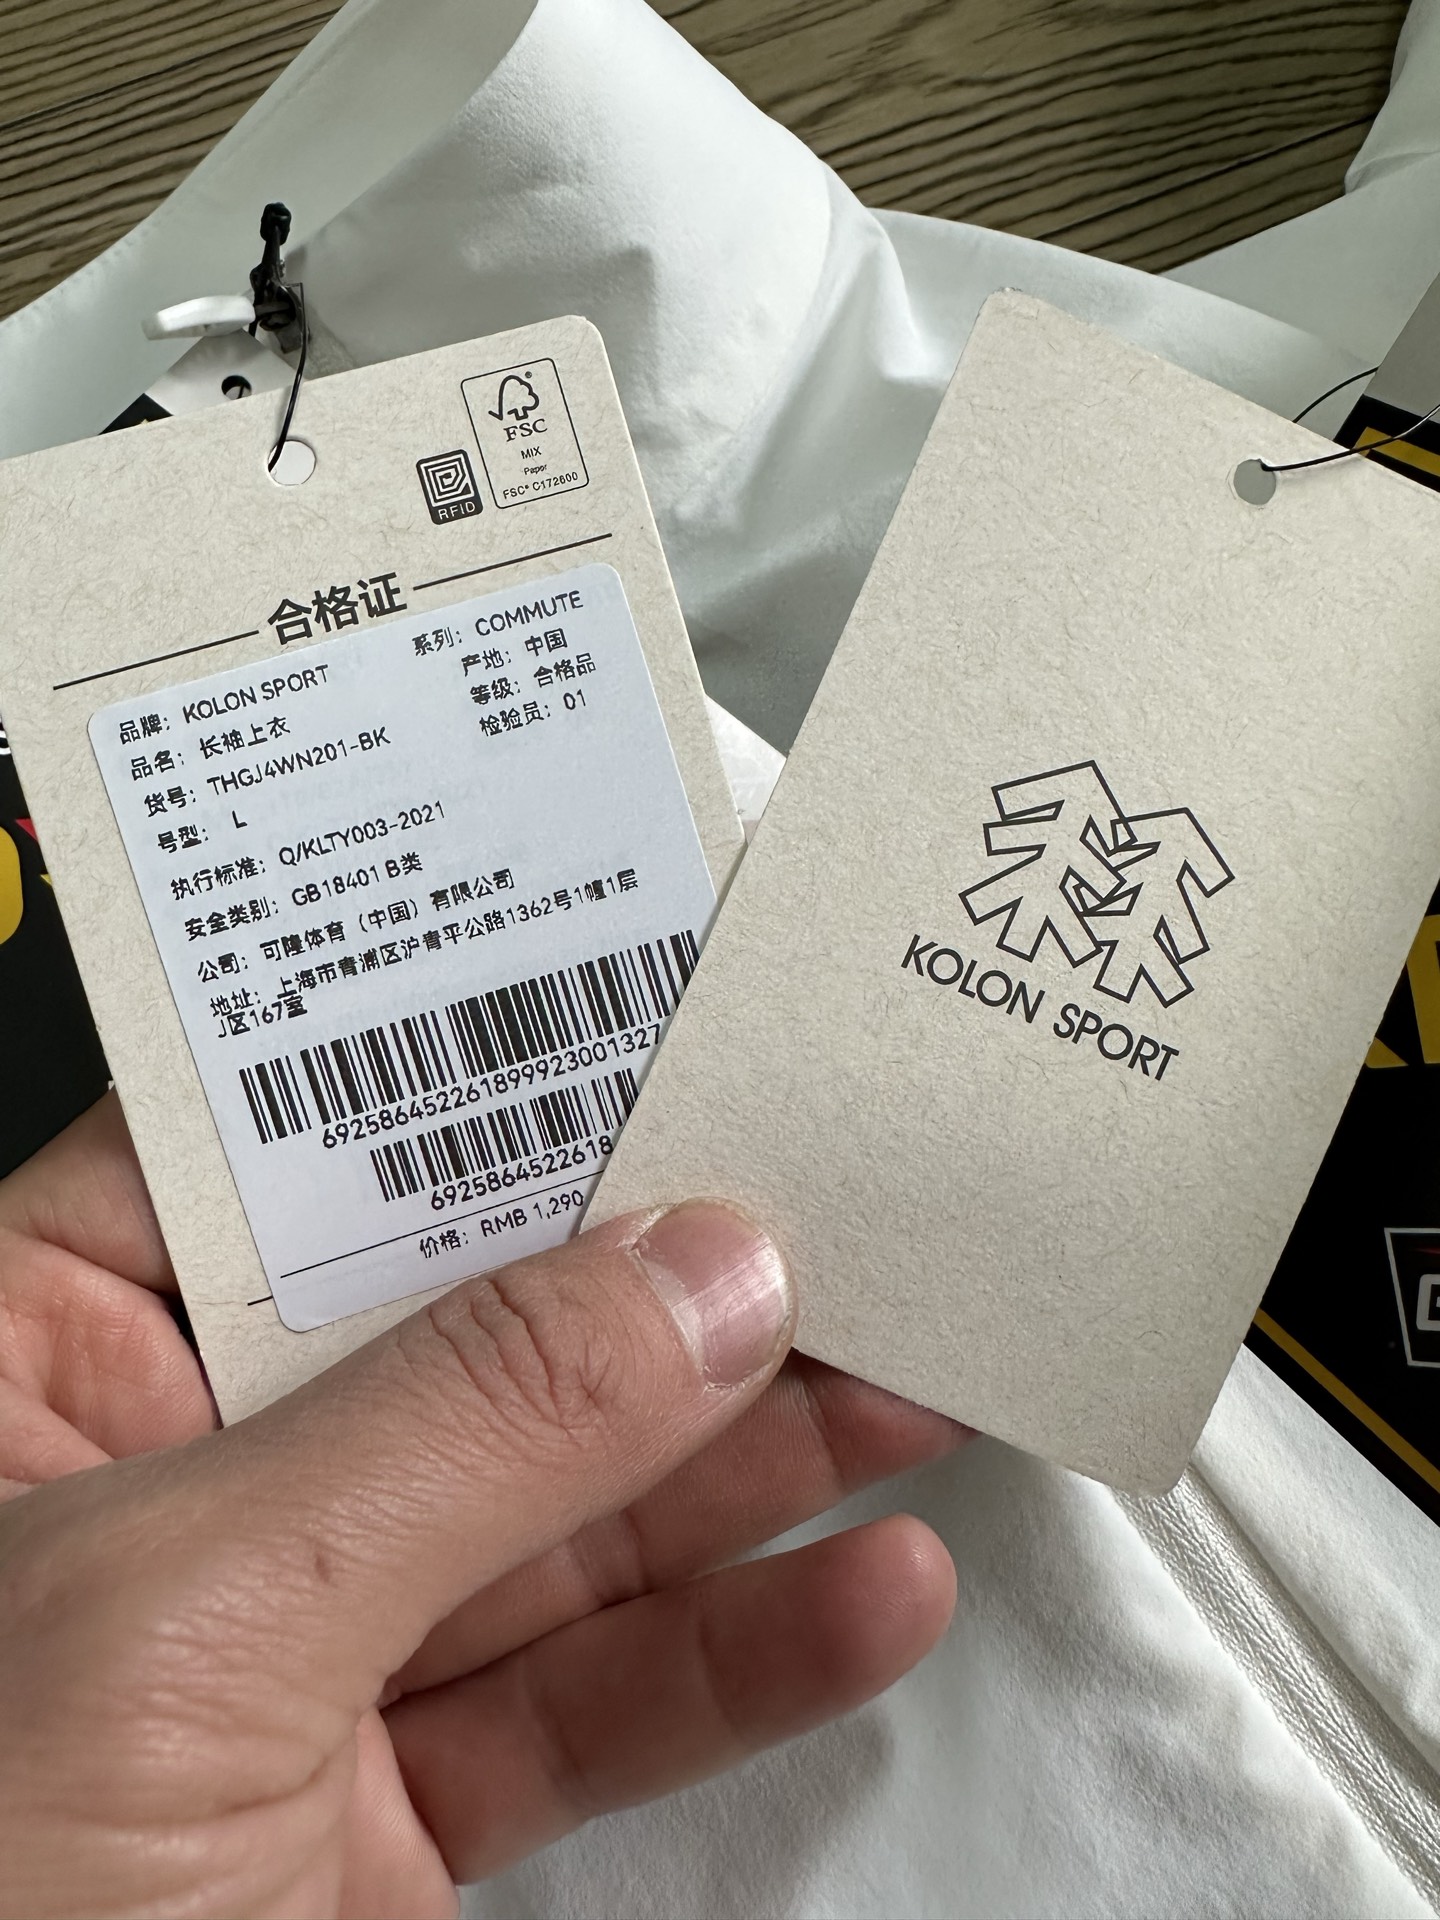 FSC®
MIX
Paper
FSC® C172600
RFID
合格证
品牌：KOLON SPORT
系列：COMMUTE
品名：长袖上衣
产地：中国
货号：THGJ4WN201-BK
等级：合格品
号型：L
检验员：01
执行标准：Q/KLTY003-2021
安全类别：GB18401 B类
公司：可隆体育（中国）有限公司
地址：上海市青浦区沪青平公路1362号1幢1层
J区167室
692586452261899923001327
6925864522618
价格：RMB 1,290
KOLON SPORT